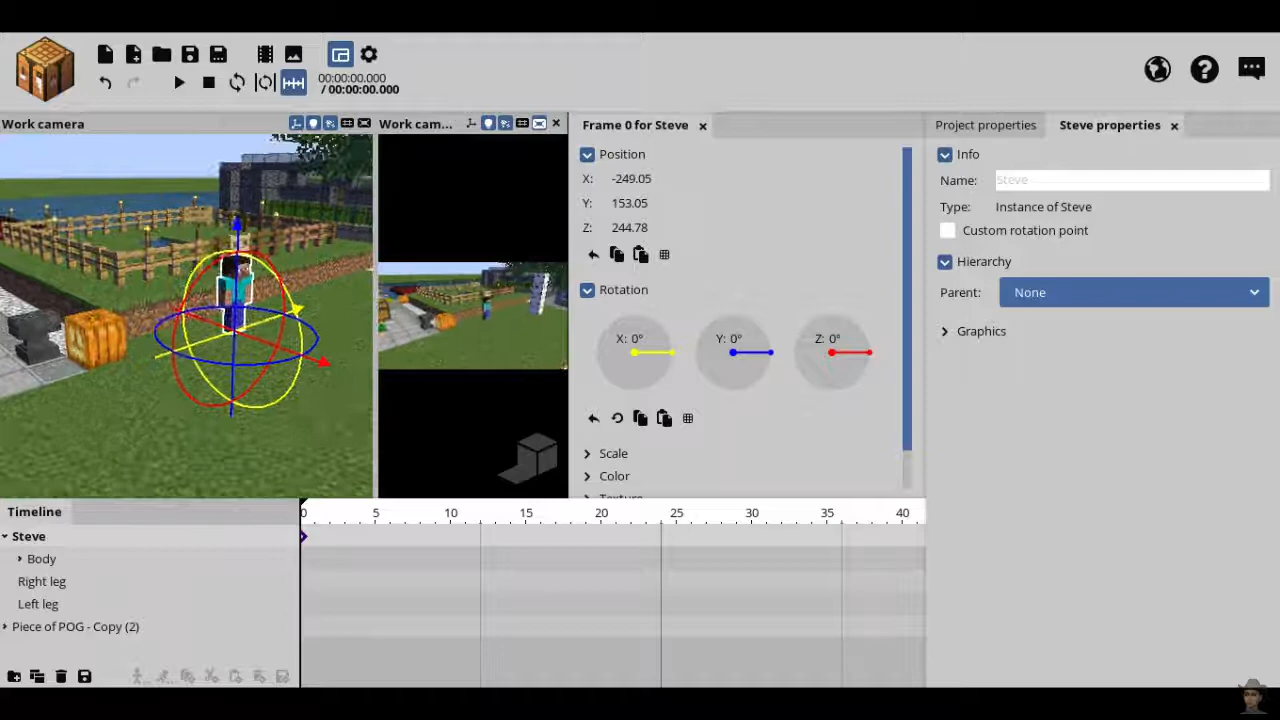 00:00:00.000
/ 00:00:00.000
Work camera
Work cam...
Frame 0 for Steve
Position
X: -249.05
Y: 153.05
Z: 244.78
Rotation
X: 0°
Y: 0°
Z: 0°
Scale
Color
Project properties
Steve properties
Info
Name: Steve
Type: Instance of Steve
Custom rotation point
Hierarchy
Parent: None
Graphics
Timeline
0 5 10 15 20 25 30 35 40
Steve
Body
Right leg
Left leg
Piece of POG - Copy (2)